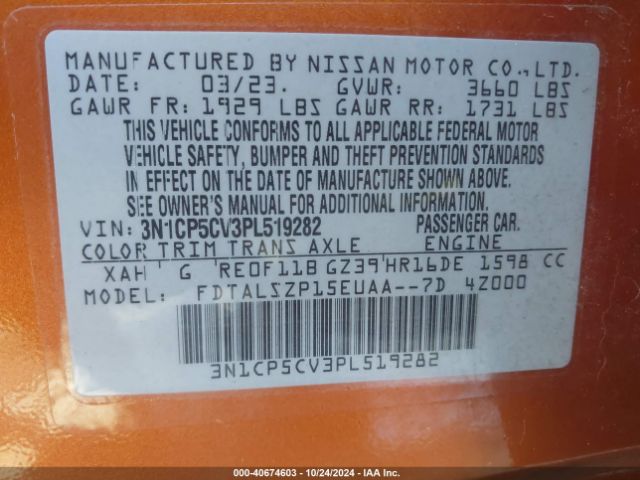 MANUFACTURED BY NISSAN MOTOR CO.,LTD.
DATE: 03/23. GVWR: 3660 LBS
GAWR FR: 1929 LBS GAWR RR: 1731 LBS
THIS VEHICLE CONFORMS TO ALL APPLICABLE FEDERAL MOTOR
VEHICLE SAFETY, BUMPER AND THEFT PREVENTION STANDARDS
IN EFFECT ON THE DATE OF MANUFACTURE SHOWN ABOVE.
SEE OWNER'S MANUAL FOR ADDITIONAL INFORMATION.
VIN: 3N1CP5CV3PL519282 PASSENGER CAR.
COLOR TRIM TRANS AXLE ENGINE
XAH G RE0F11B GZ39 HR16DE 1598 CC
MODEL: FDTALSZP15EUAA--7D 4Z000
3N1CP5CV3PL519282
000-40674603 - 10/24/2024 - IAA Inc.